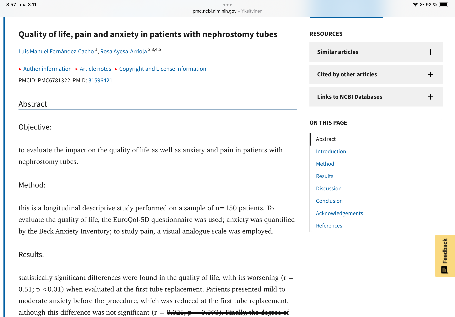 Quality of life, pain and anxiety in patients with nephrostomy tubes
Author information
Article notes
Copyright and License information
Abstract
Objective:
to evaluate the impact on the quality of life as well as anxiety and pain in patients with
nephrostomy tubes.
Method:
this is a longitudinal descriptive study performed on a sample of n=150 patients. To
evaluate the quality of life, the EuroQol-5D questionnaire was used; anxiety was quantified
by the Beck Anxiety Inventory; to study pain, a visual analogue scale was employed.
Results:
statistically significant differences were found in the quality of life, with its worsening (r =
0.51; p <0.01) when evaluated at the first tube replacement. Patients presented mild to
moderate anxiety before the procedure, which was reduced at the first tube replacement,
although this difference was not significant (r =
RESOURCES
Similar articles
Cited by other articles
Links to NCBI Databases
ON THIS PAGE
Abstract
Introduction
Method
Results
Discussion
Conclusion
Acknowledgements
References
Feedback